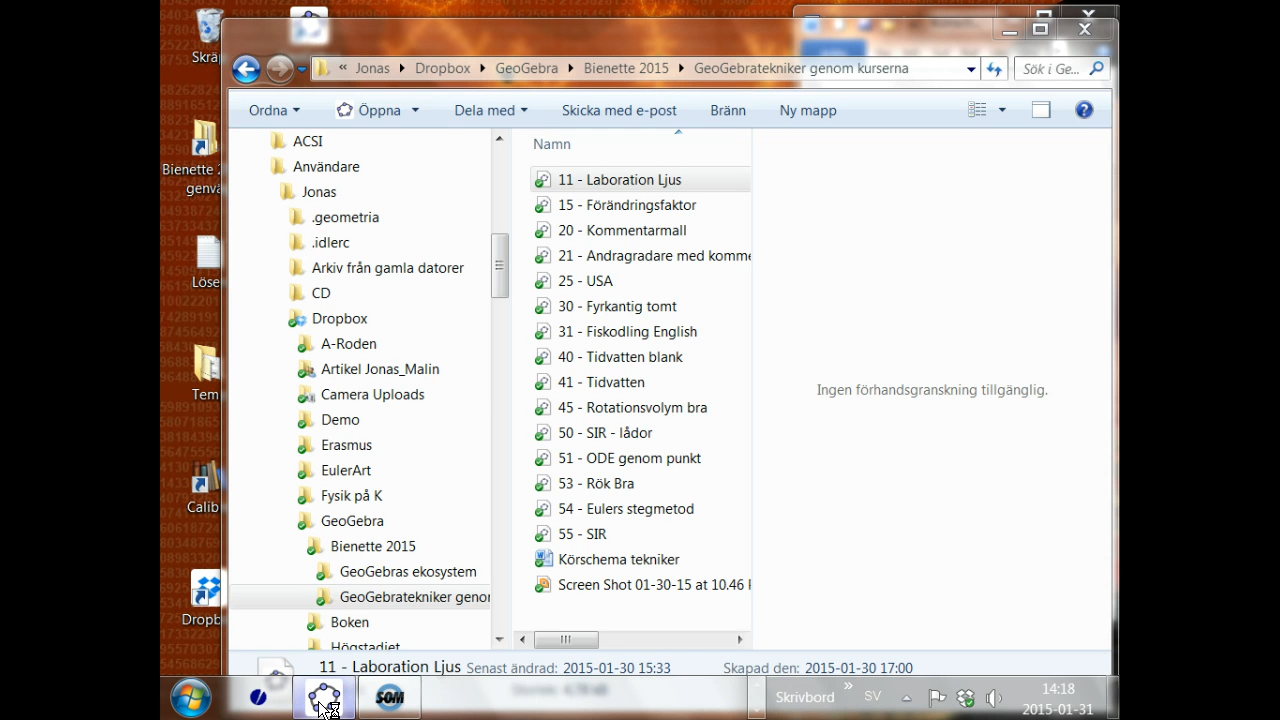 Skrä
« Jonas Dropbox GeoGebra Bienette 2015 GeoGebratekniker genom kurserna
Sök i Ge...
Ordna Öppna Dela med Skicka med e-post Bränn Ny mapp
ACSI
Användare
Jonas
.geometria
.idlerc
Arkiv från gamla datorer
CD
Dropbox
A-Roden
Artikel Jonas_Malin
Camera Uploads
Demo
Erasmus
EulerArt
Fysik på K
GeoGebra
Bienette 2015
GeoGebras ekosystem
GeoGebratekniker genor
Boken
Högstadiet
Namn
11 - Laboration Ljus
15 - Förändringsfaktor
20 - Kommentarmall
21 - Andragradare med komme
25 - USA
30 - Fyrkantig tomt
31 - Fiskodling English
40 - Tidvatten blank
41 - Tidvatten
45 - Rotationsvolym bra
50 - SIR - lådor
51 - ODE genom punkt
53 - Rök Bra
54 - Eulers stegmetod
55 - SIR
Körschema tekniker
Screen Shot 01-30-15 at 10.46
Ingen förhandsgranskning tillgänglig.
Bienette 2
genvä
Löse
Tem
Calib
Dropb
11 - Laboration Ljus Senast ändrad: 2015-01-30 15:33 Skapad den: 2015-01-30 17:00
SOM
Skrivbord » SV
14:18
2015-01-31